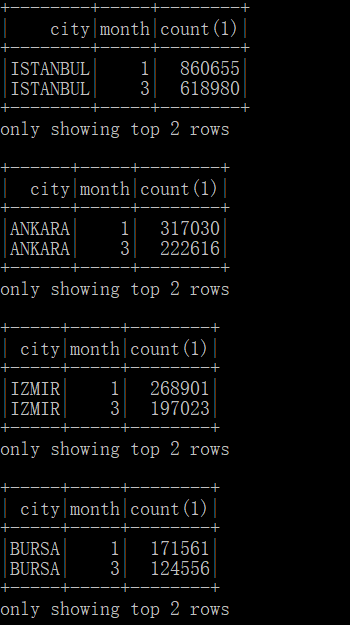 +--------+-----+--------+
|    city|month|count(1)|
+--------+-----+--------+
|ISTANBUL|    1|  860655|
|ISTANBUL|    3|  618980|
+--------+-----+--------+
only showing top 2 rows
+------+-----+--------+
|  city|month|count(1)|
+------+-----+--------+
|ANKARA|    1|  317030|
|ANKARA|    3|  222616|
+------+-----+--------+
only showing top 2 rows
+-----+-----+--------+
| city|month|count(1)|
+-----+-----+--------+
|IZMIR|    1|  268901|
|IZMIR|    3|  197023|
+-----+-----+--------+
only showing top 2 rows
+-----+-----+--------+
| city|month|count(1)|
+-----+-----+--------+
|BURSA|    1|  171561|
|BURSA|    3|  124556|
+-----+-----+--------+
only showing top 2 rows